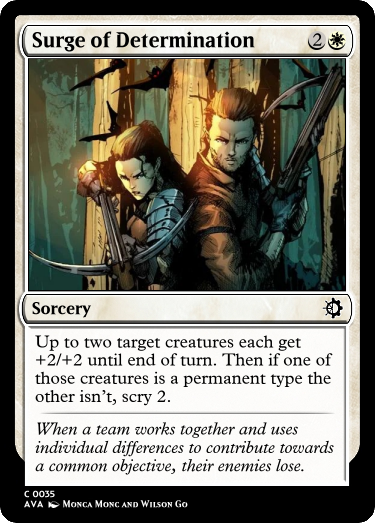 Surge of Determination 2
Sorcery
Up to two target creatures each get
+2/+2 until end of turn. Then if one of
those creatures is a permanent type the
other isn't, scry 2.
When a team works together and uses
individual differences to contribute towards
a common objective, their enemies lose.
C 0035
AVA Monca Monc and Wilson Go